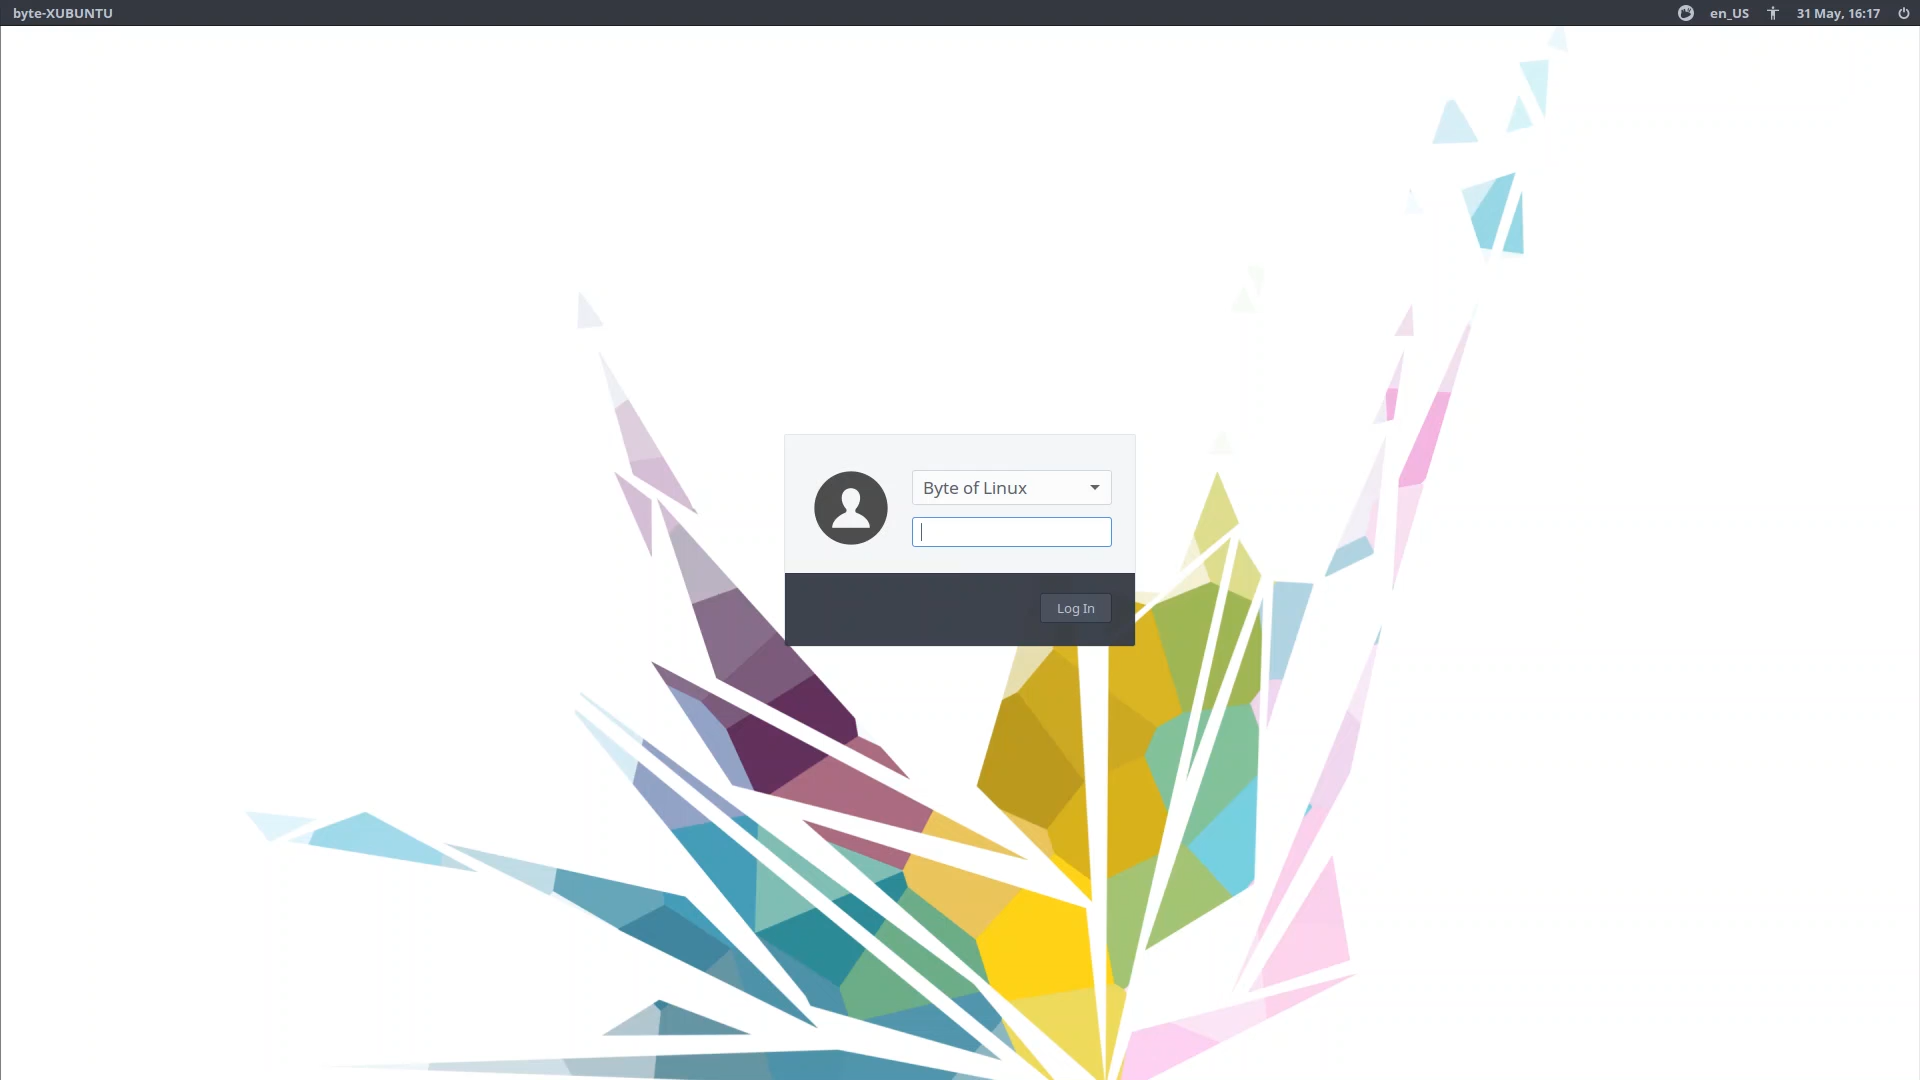 byte-XUBUNTU
en_US
31 May, 16:17
Byte of Linux
Log In